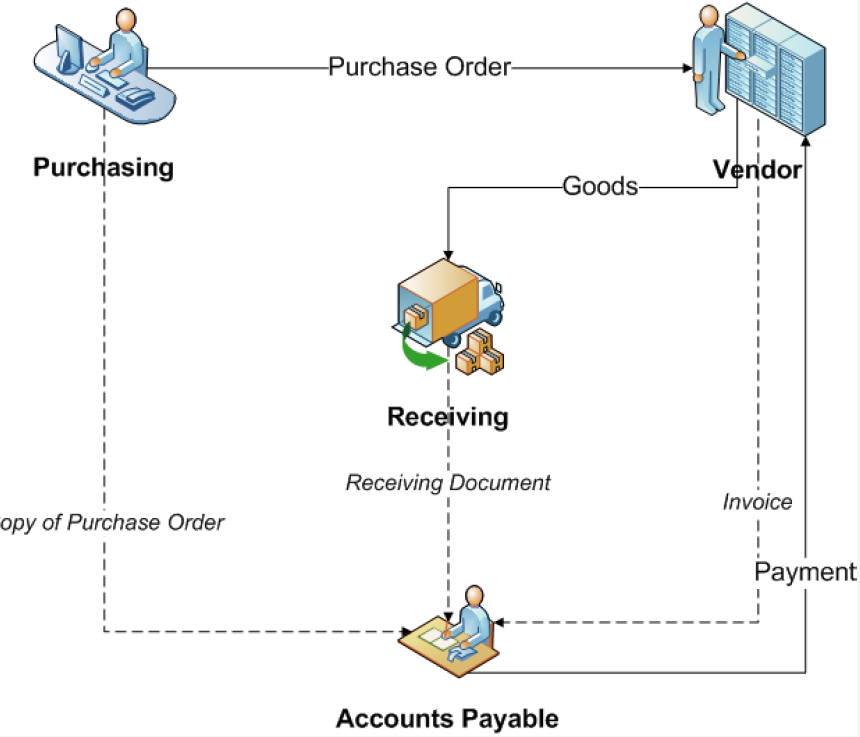 Purchase Order
Purchasing
Vendor
Goods
Receiving
Receiving Document
Invoice
opy of Purchase Order
Payment
Accounts Payable